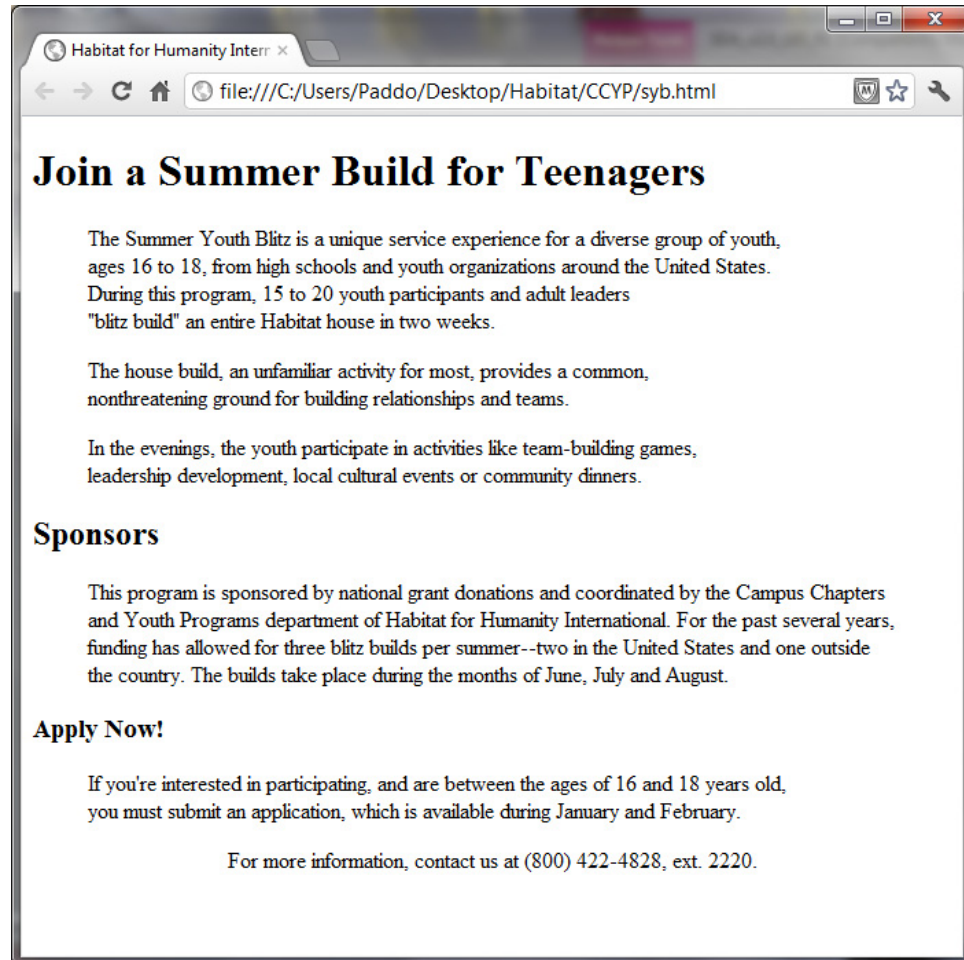 Habitat for Humanity Interr
file:///C:/Users/Paddo/Desktop/Habitat/CCYP/syb.html
Join a Summer Build for Teenagers
The Summer Youth Blitz is a unique service experience for a diverse group of youth,
ages 16 to 18, from high schools and youth organizations around the United States.
During this program, 15 to 20 youth participants and adult leaders
"blitz build" an entire Habitat house in two weeks.
The house build, an unfamiliar activity for most, provides a common,
nonthreatening ground for building relationships and teams.
In the evenings, the youth participate in activities like team-building games,
leadership development, local cultural events or community dinners.
Sponsors
This program is sponsored by national grant donations and coordinated by the Campus Chapters
and Youth Programs department of Habitat for Humanity International. For the past several years,
funding has allowed for three blitz builds per summer--two in the United States and one outside
the country. The builds take place during the months of June, July and August.
Apply Now!
If you're interested in participating, and are between the ages of 16 and 18 years old,
you must submit an application, which is available during January and February.
For more information, contact us at (800) 422-4828, ext. 2220.